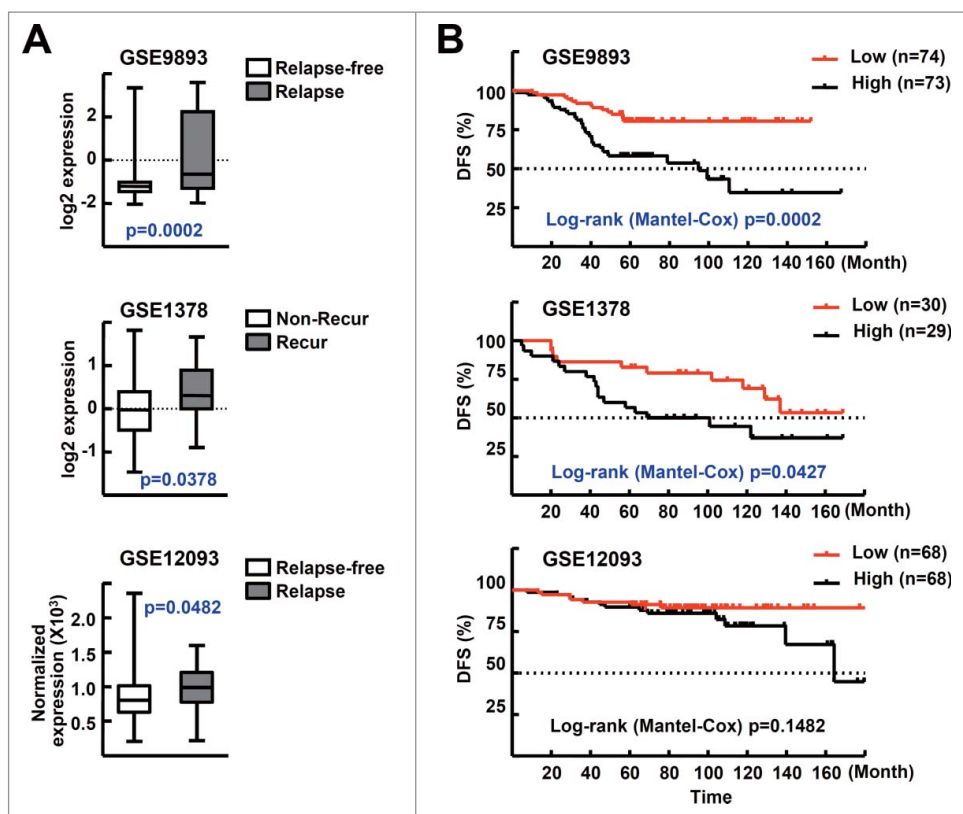 A
GSE9893
Relapse-free
Relapse
log2 expression
2
0
-2
p=0.0002
GSE1378
Non-Recur
Recur
log2 expression
1
0
-1
p=0.0378
GSE12093
Relapse-free
Relapse
Normalized
expression (X10³)
2.0
1.5
1.0
0.5
p=0.0482
B
GSE9893
Low (n=74)
High (n=73)
DFS (%)
100
75
50
25
Log-rank (Mantel-Cox) p=0.0002
20 40 60 80 100 120 140 160 (Month)
GSE1378
Low (n=30)
High (n=29)
DFS (%)
100
75
50
25
Log-rank (Mantel-Cox) p=0.0427
20 40 60 80 100 120 140 160 (Month)
GSE12093
Low (n=68)
High (n=68)
DFS (%)
100
75
50
25
Log-rank (Mantel-Cox) p=0.1482
20 40 60 80 100 120 140 160 (Month)
Time